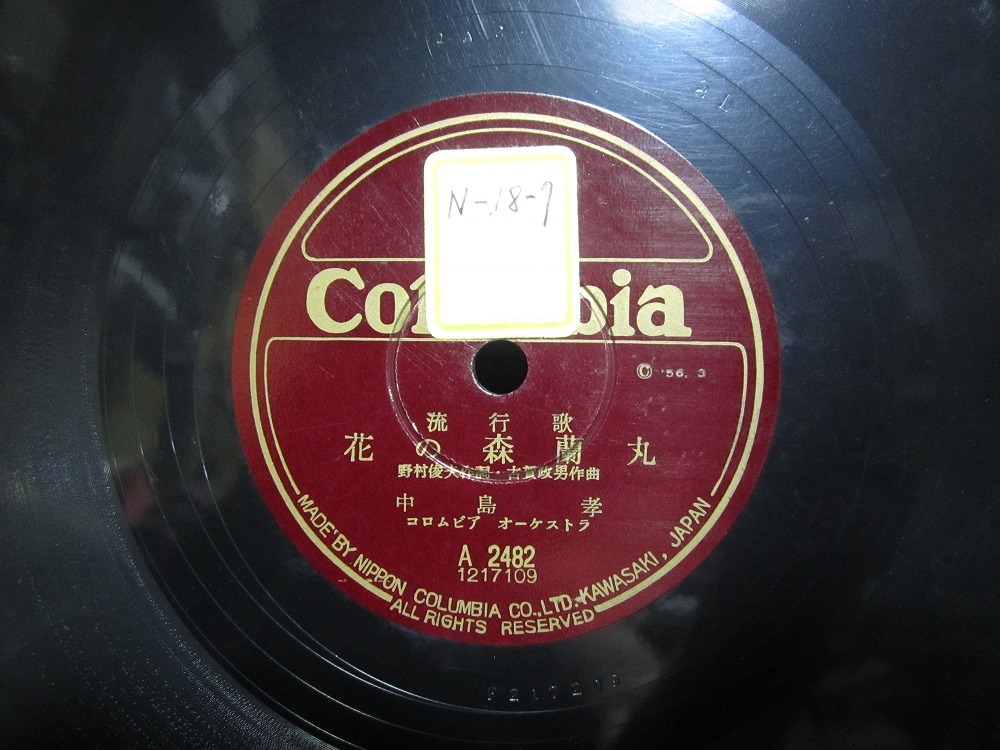 N-18-7
Columbia
© '56. 3
流行歌
花の森蘭丸
野村俊夫作詞・古賀政男作曲
中島孝
コロムビア オーケストラ
A 2482
1217109
MADE BY NIPPON COLUMBIA CO., LTD. KAWASAKI, JAPAN
ALL RIGHTS RESERVED